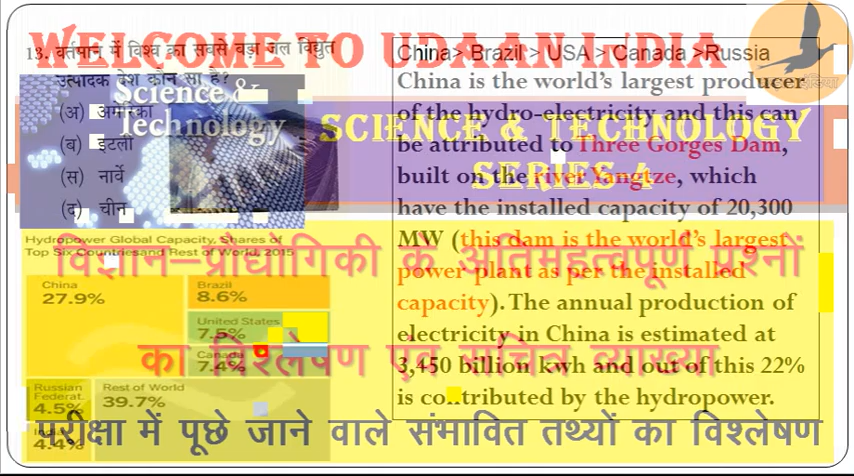 WELCOME TO UDAAN INDIA
13. वर्तमान में विश्व का सबसे बड़ा जल विद्युत
उत्पादक देश कौन सा है?
(अ) अमेरिका
(ब) इटली
(स) नार्वे
(द) चीन
Science &
Technology
China> Brazil > USA > Canada >Russia
China is the world's largest producer
of the hydro-electricity and this can
be attributed to Three Gorges Dam,
built on the river Yangtze, which
have the installed capacity of 20,300
MW (this dam is the world's largest
power plant as per the installed
capacity). The annual production of
electricity in China is estimated at
3,450 billion kwh and out of this 22%
is contributed by the hydropower.
SCIENCE & TECHNOLOGY
SERIES-4
Hydropower Global Capacity, Shares of
Top Six Countriesand Rest of World, 2015
China
27.9%
Brazil
8.6%
United States
7.5%
Canada
7.4%
Russian
Federat.
4.5%
India
4.4%
Rest of World
39.7%
विज्ञान–प्रौद्योगिकी के अतिमहत्वपूर्ण प्रश्नों
का विश्लेषण एंव सचित्र व्याख्या
परीक्षा में पूछे जाने वाले संभावित तथ्यों का विश्लेषण